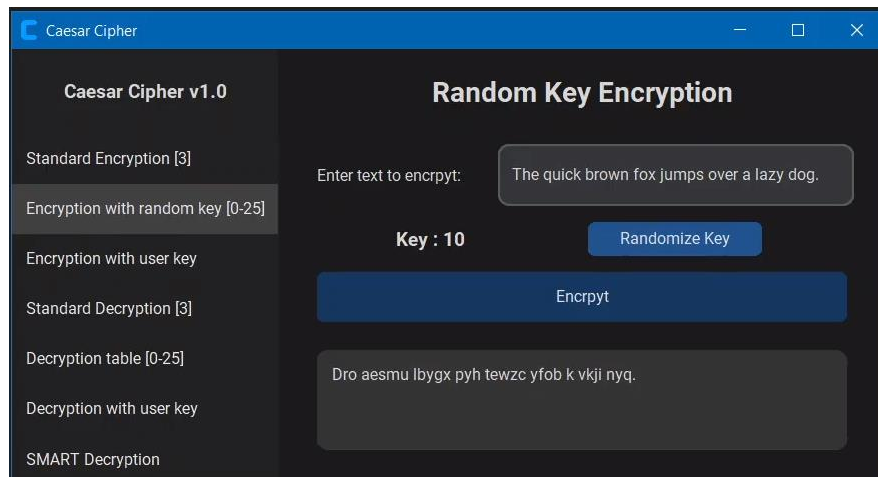 Caesar Cipher
Caesar Cipher v1.0
Standard Encryption [3]
Encryption with random key [0-25]
Encryption with user key
Standard Decryption [3]
Decryption table [0-25]
Decryption with user key
SMART Decryption
Random Key Encryption
Enter text to encrpyt:
The quick brown fox jumps over a lazy dog.
Key : 10
Randomize Key
Encrpyt
Dro aesmu lbygx pyh tewzc yfob k vkji nyq.